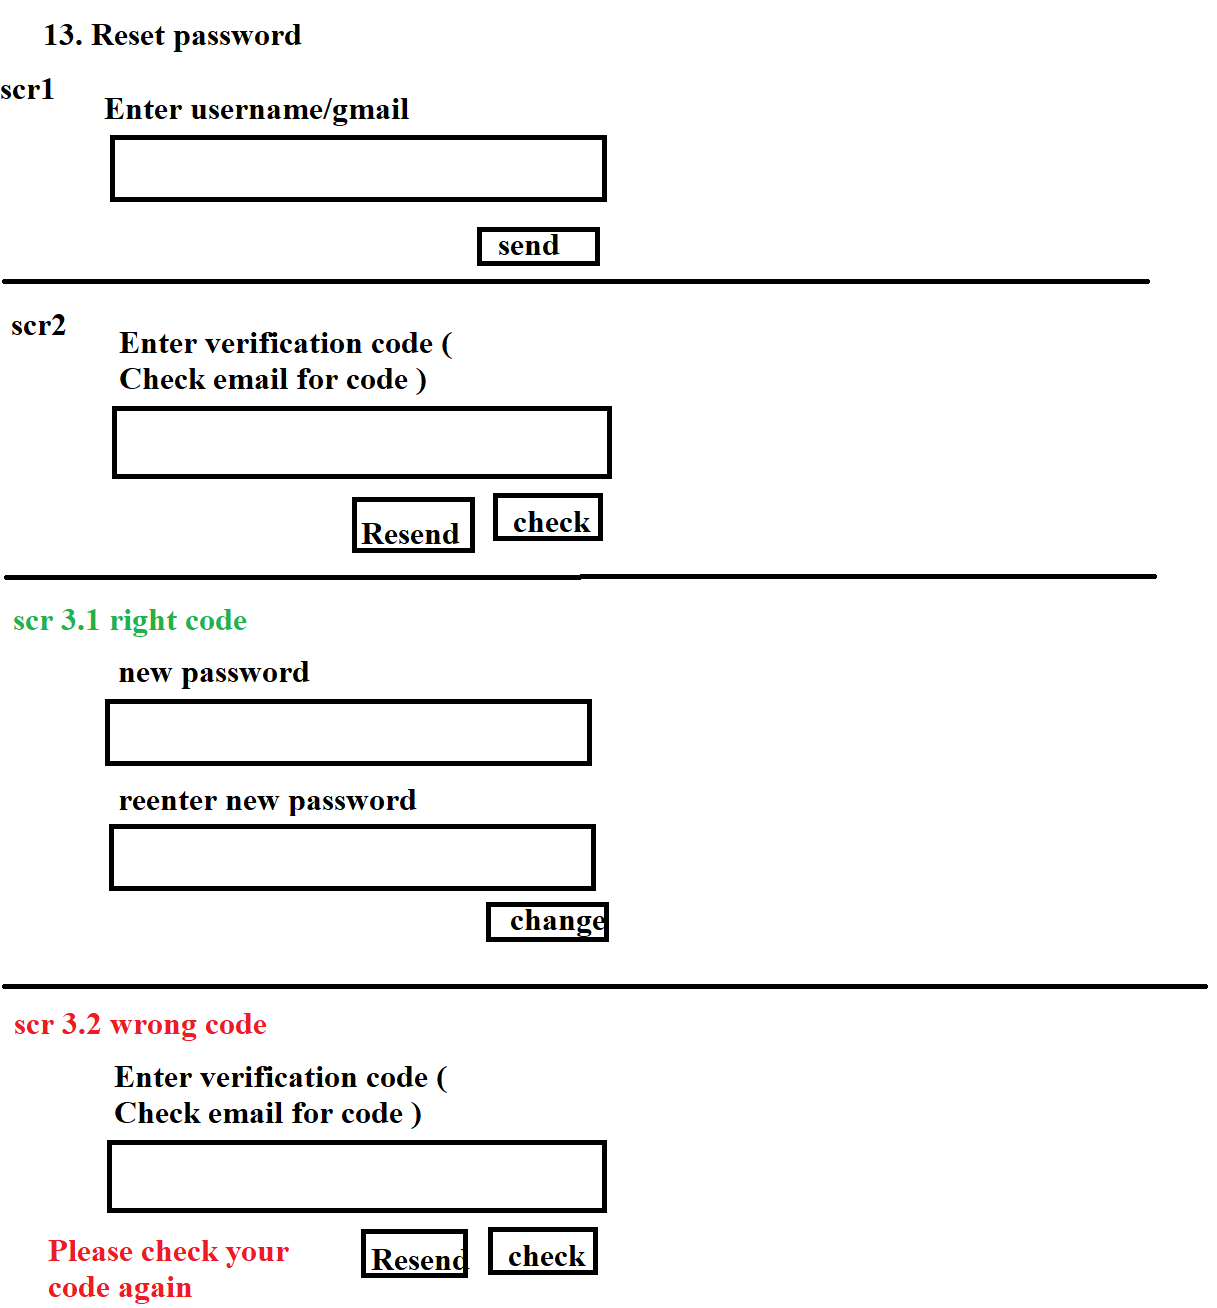 13. Reset password
scr1
Enter username/gmail
send
scr2
Enter verification code (
Check email for code )
Resend
check
scr 3.1 right code
new password
reenter new password
change
scr 3.2 wrong code
Enter verification code (
Check email for code )
Please check your
code again
Resend
check